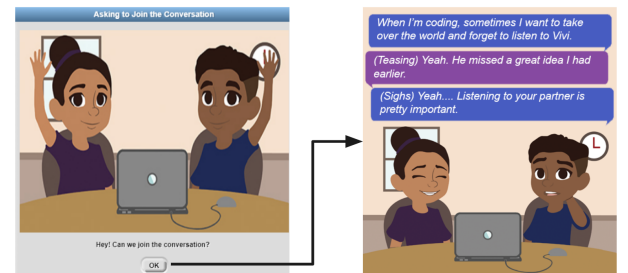 Asking to Join the Conversation
Hey! Can we join the conversation?
OK
When I'm coding, sometimes I want to take
over the world and forget to listen to Vivi.
(Teasing) Yeah. He missed a great idea I had
earlier.
(Sighs) Yeah.... Listening to your partner is
pretty important.